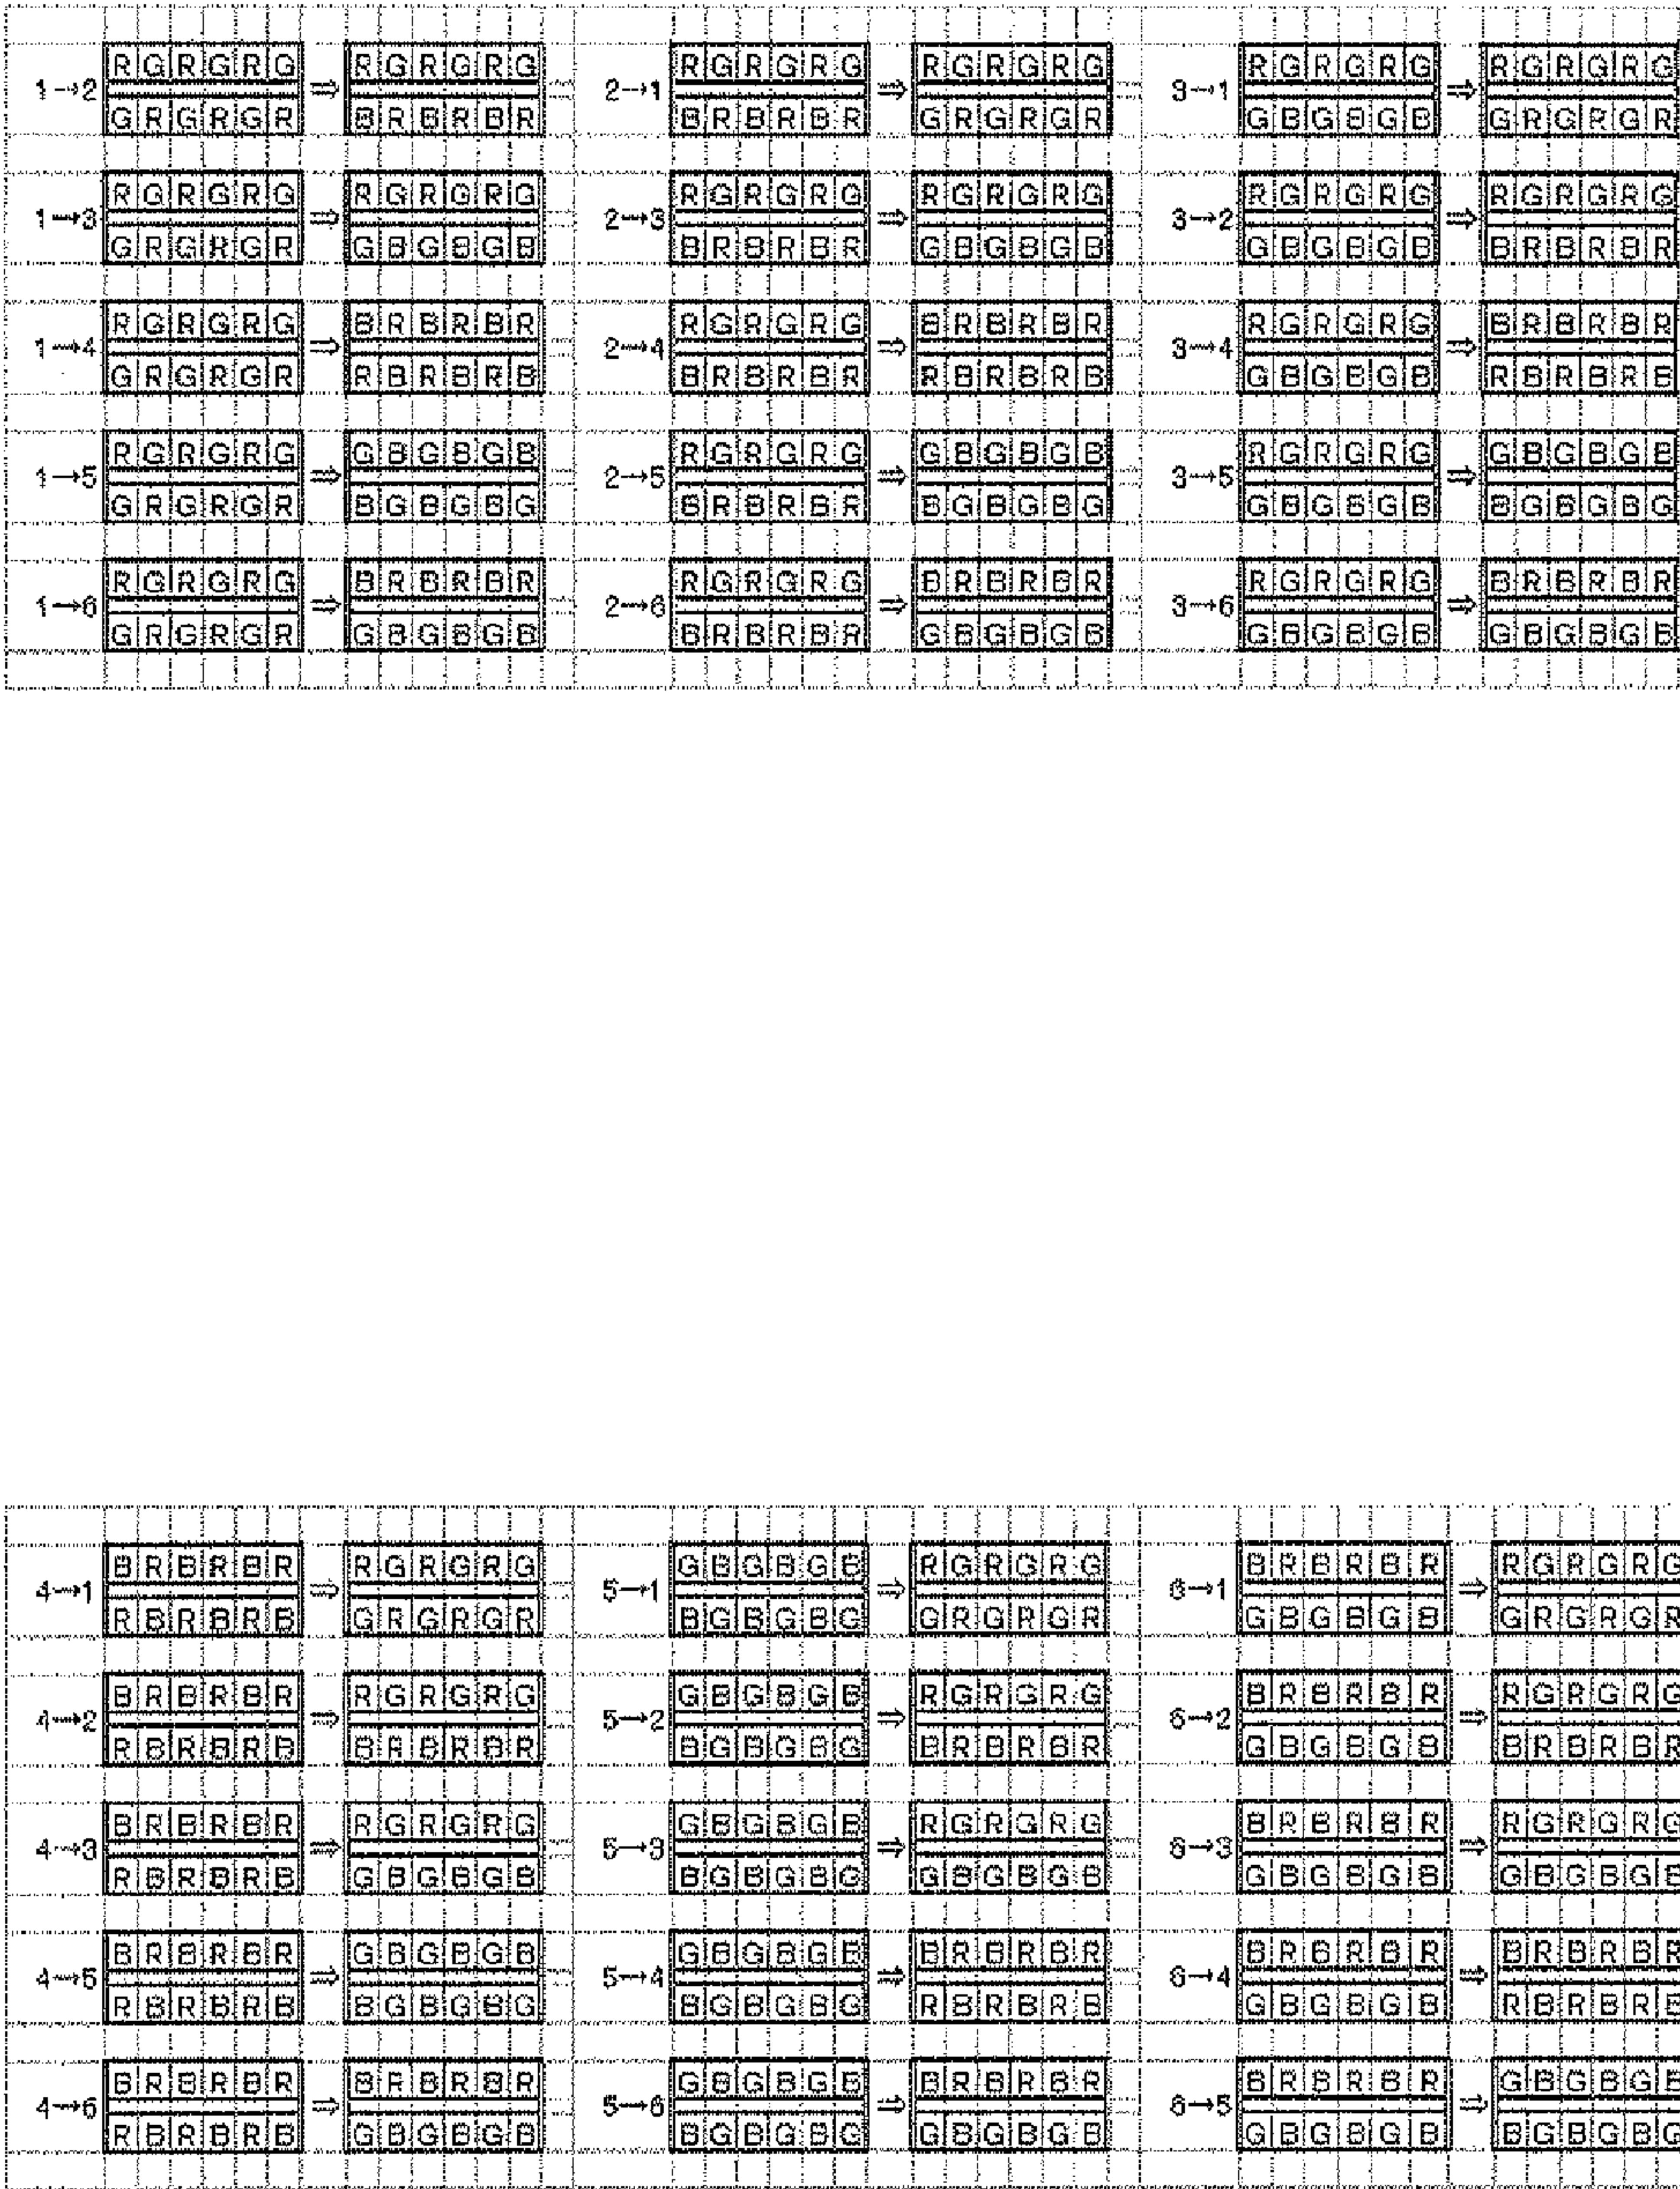 RGRGRG RGRGRG RGRGRG RGRGRG RGRGRG RGRGRG
1→2 ⇒ 2→1 ⇒ 3→1 ⇒
GRGRGR BRBRBR BRBRBR GRGRGR GBGBGB GRGRGR
RGRGRG RGRGRG RGRGRG RGRGRG RGRGRG RGRGRG
1→3 ⇒ 2→3 ⇒ 3→2 ⇒
GRGRGR GBGBGB BRBRBR GBGBGB GBGBGB BRBRBR
RGRGRG BRBRBR RGRGRG BRBRBR RGRGRG BRBRBR
1→4 ⇒ 2→4 ⇒ 3→4 ⇒
GRGRGR RBRBRB BRBRBR RBRBRB GBGBGB RBRBRB
RGRGRG GBGBGB RGRGRG GBGBGB RGRGRG GBGBGB
1→5 ⇒ 2→5 ⇒ 3→5 ⇒
GRGRGR BGBGBG BRBRBR BGBGBG GBGBGB BGBGBG
RGRGRG BRBRBR RGRGRG BRBRBR RGRGRG BRBRBR
1→6 ⇒ 2→6 ⇒ 3→6 ⇒
GRGRGR GBGBGB BRBRBR GBGBGB GBGBGB GBGBGB
BRBRBR RGRGRG GBGBGB RGRGRG BRBRBR RGRGRG
4→1 ⇒ 5→1 ⇒ 6→1 ⇒
RBRBRB GRGRGR BGBGBG GRGRGR GBGBGB GRGRGR
BRBRBR RGRGRG GBGBGB RGRGRG BRBRBR RGRGRG
4→2 ⇒ 5→2 ⇒ 6→2 ⇒
RBRBRB BRBRBR BGBGBG BRBRBR GBGBGB BRBRBR
BRBRBR RGRGRG GBGBGB RGRGRG BRBRBR RGRGRG
4→3 ⇒ 5→3 ⇒ 6→3 ⇒
RBRBRB GBGBGB BGBGBG GBGBGB GBGBGB GBGBGB
BRBRBR GBGBGB GBGBGB BRBRBR BRBRBR BRBRBR
4→5 ⇒ 5→4 ⇒ 6→4 ⇒
RBRBRB BGBGBG BGBGBG RBRBRB GBGBGB RBRBRB
BRBRBR BRBRBR GBGBGB BRBRBR BRBRBR GBGBGB
4→6 ⇒ 5→6 ⇒ 6→5 ⇒
RBRBRB GBGBGB BGBGBG GBGBGB GBGBGB BGBGBG